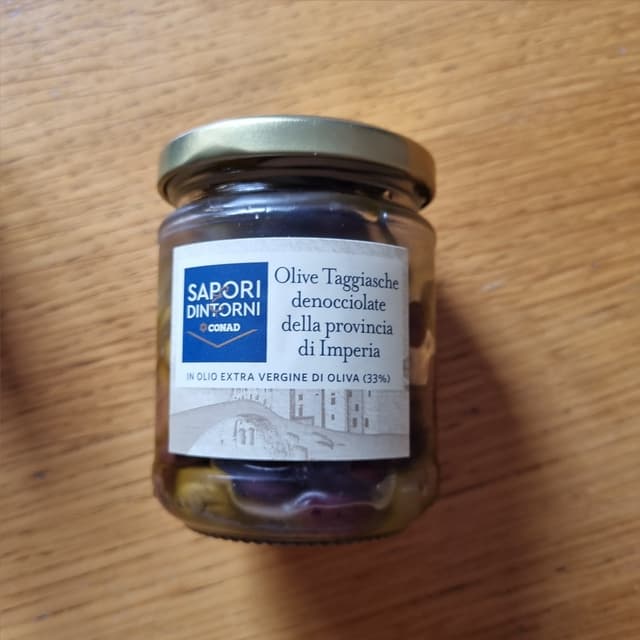 SAPORI
&
DINTORNI
CONAD
Olive Taggiasche
denocciolate
della provincia
di Imperia
IN OLIO EXTRA VERGINE DI OLIVA (33%)